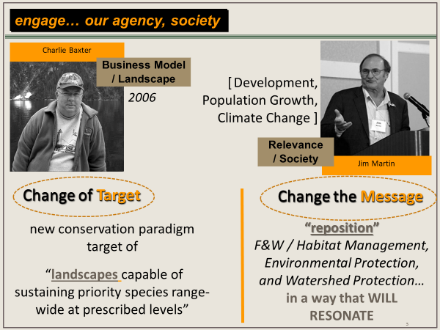 engage… our agency, society
Charlie Baxter
Business Model
/ Landscape
2006
[ Development,
Population Growth,
Climate Change ]
Relevance
/ Society
Jim Martin
Change of Target
new conservation paradigm
target of
“landscapes capable of
sustaining priority species range-
wide at prescribed levels”
Change the Message
“reposition”
F&W / Habitat Management,
Environmental Protection,
and Watershed Protection…
in a way that WILL
RESONATE